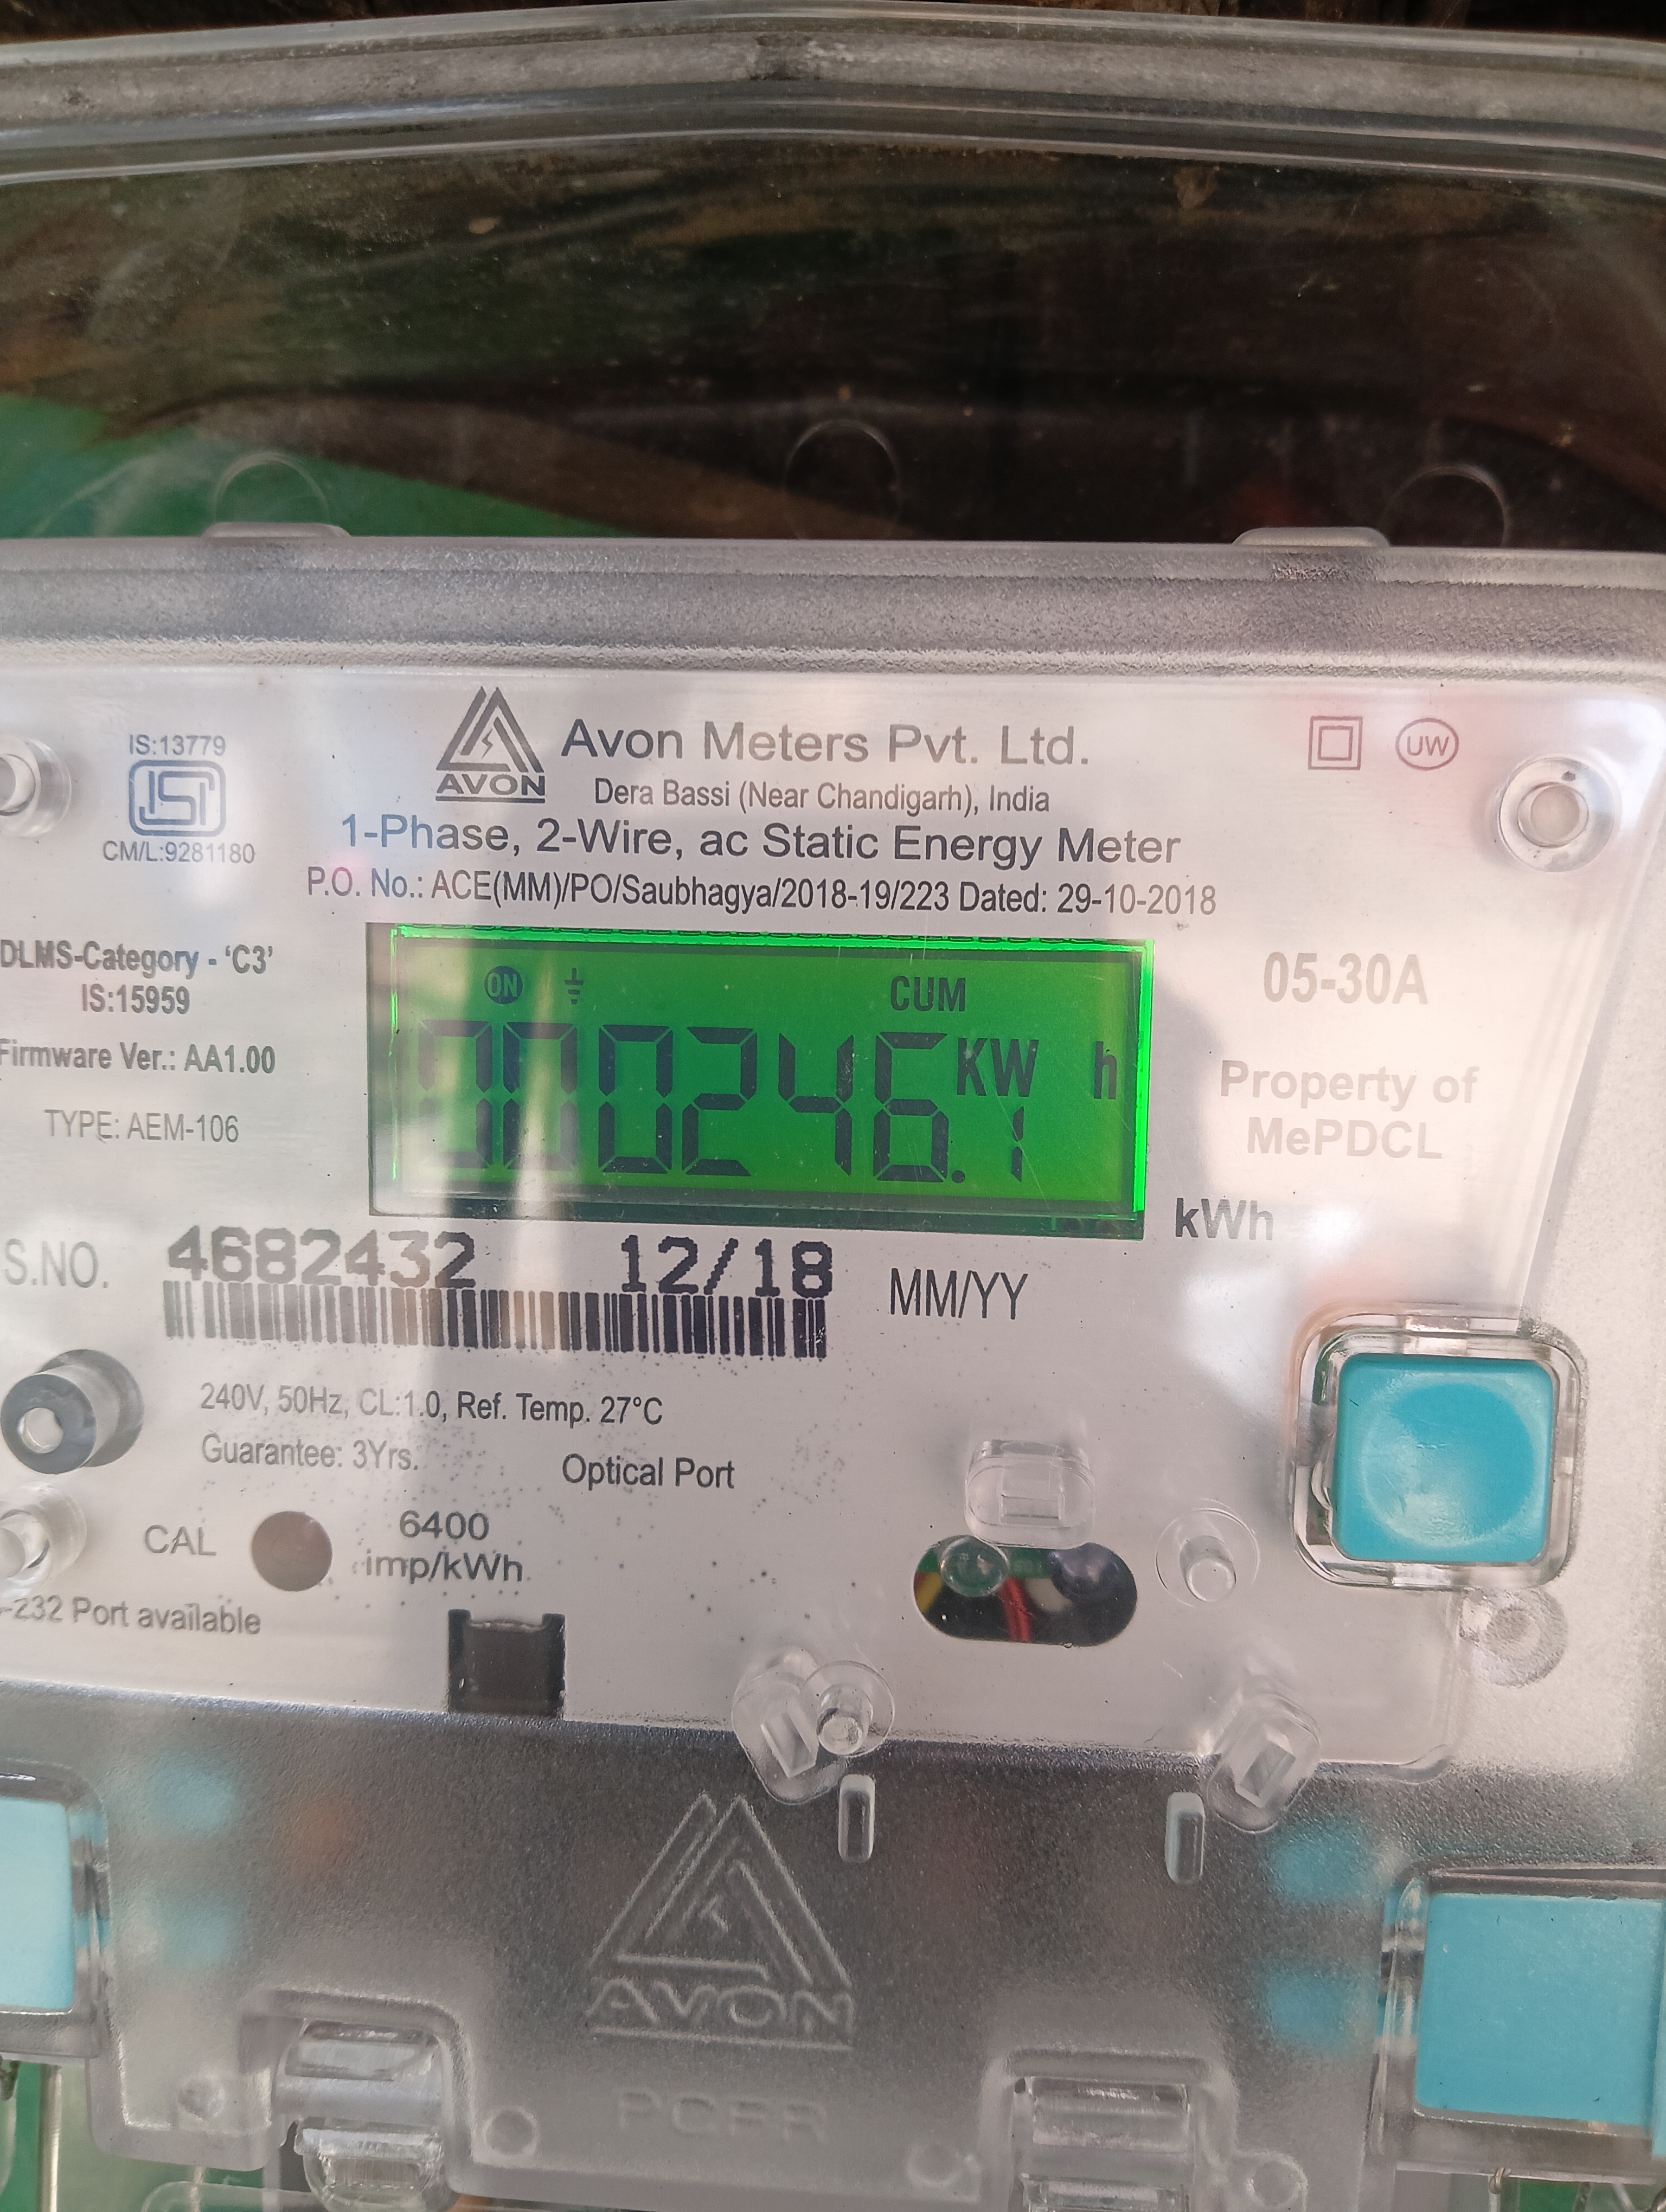 IS:13779
ISI
CM/L:9281180
AVON
Avon Meters Pvt. Ltd.
UW
Dera Bassi (Near Chandigarh), India
1-Phase, 2-Wire, ac Static Energy Meter
P.O. No.: ACE(MM)/PO/Saubhagya/2018-19/223 Dated: 29-10-2018
DLMS-Category - 'C3'
IS:15959
Firmware Ver.: AA1.00
TYPE: AEM-106
ON CUM
000246.1 KW h
05-30A
Property of
MePDCL
kWh
S.NO. 4682432 12/18 MM/YY
240V, 50Hz, CL:1.0, Ref. Temp. 27°C
Guarantee: 3Yrs.
Optical Port
CAL 6400
imp/kWh
-232 Port available
AVON